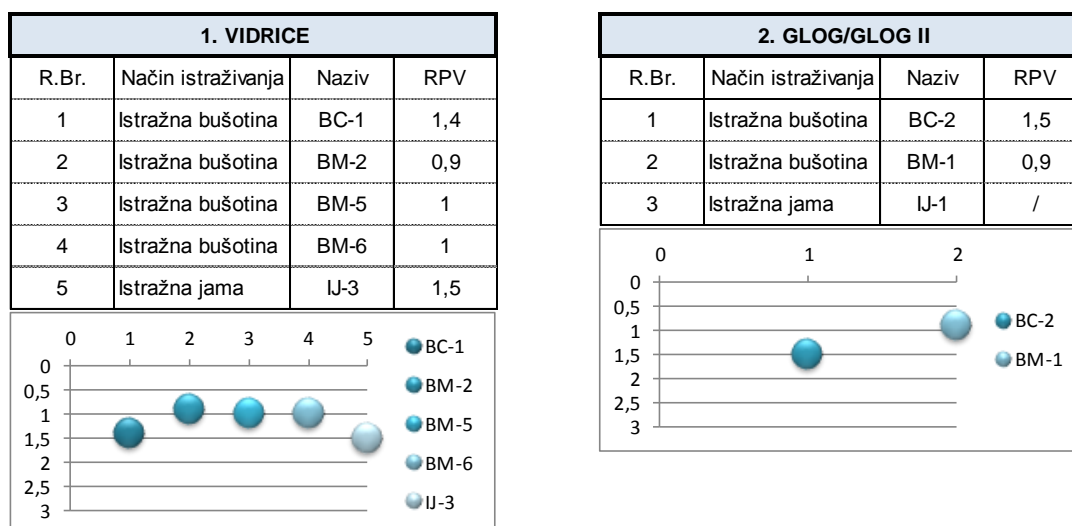 1. VIDRICE
R.Br. Način istraživanja Naziv RPV
1 Istražna bušotina BC-1 1,4
2 Istražna bušotina BM-2 0,9
3 Istražna bušotina BM-5 1
4 Istražna bušotina BM-6 1
5 Istražna jama IJ-3 1,5
0 1 2 3 4 5
0
0,5
1
1,5
2
2,5
3
BC-1
BM-2
BM-5
BM-6
IJ-3
2. GLOG/GLOG II
R.Br. Način istraživanja Naziv RPV
1 Istražna bušotina BC-2 1,5
2 Istražna bušotina BM-1 0,9
3 Istražna jama IJ-1 /
0 1 2
0
0,5
1
1,5
2
2,5
3
BC-2
BM-1